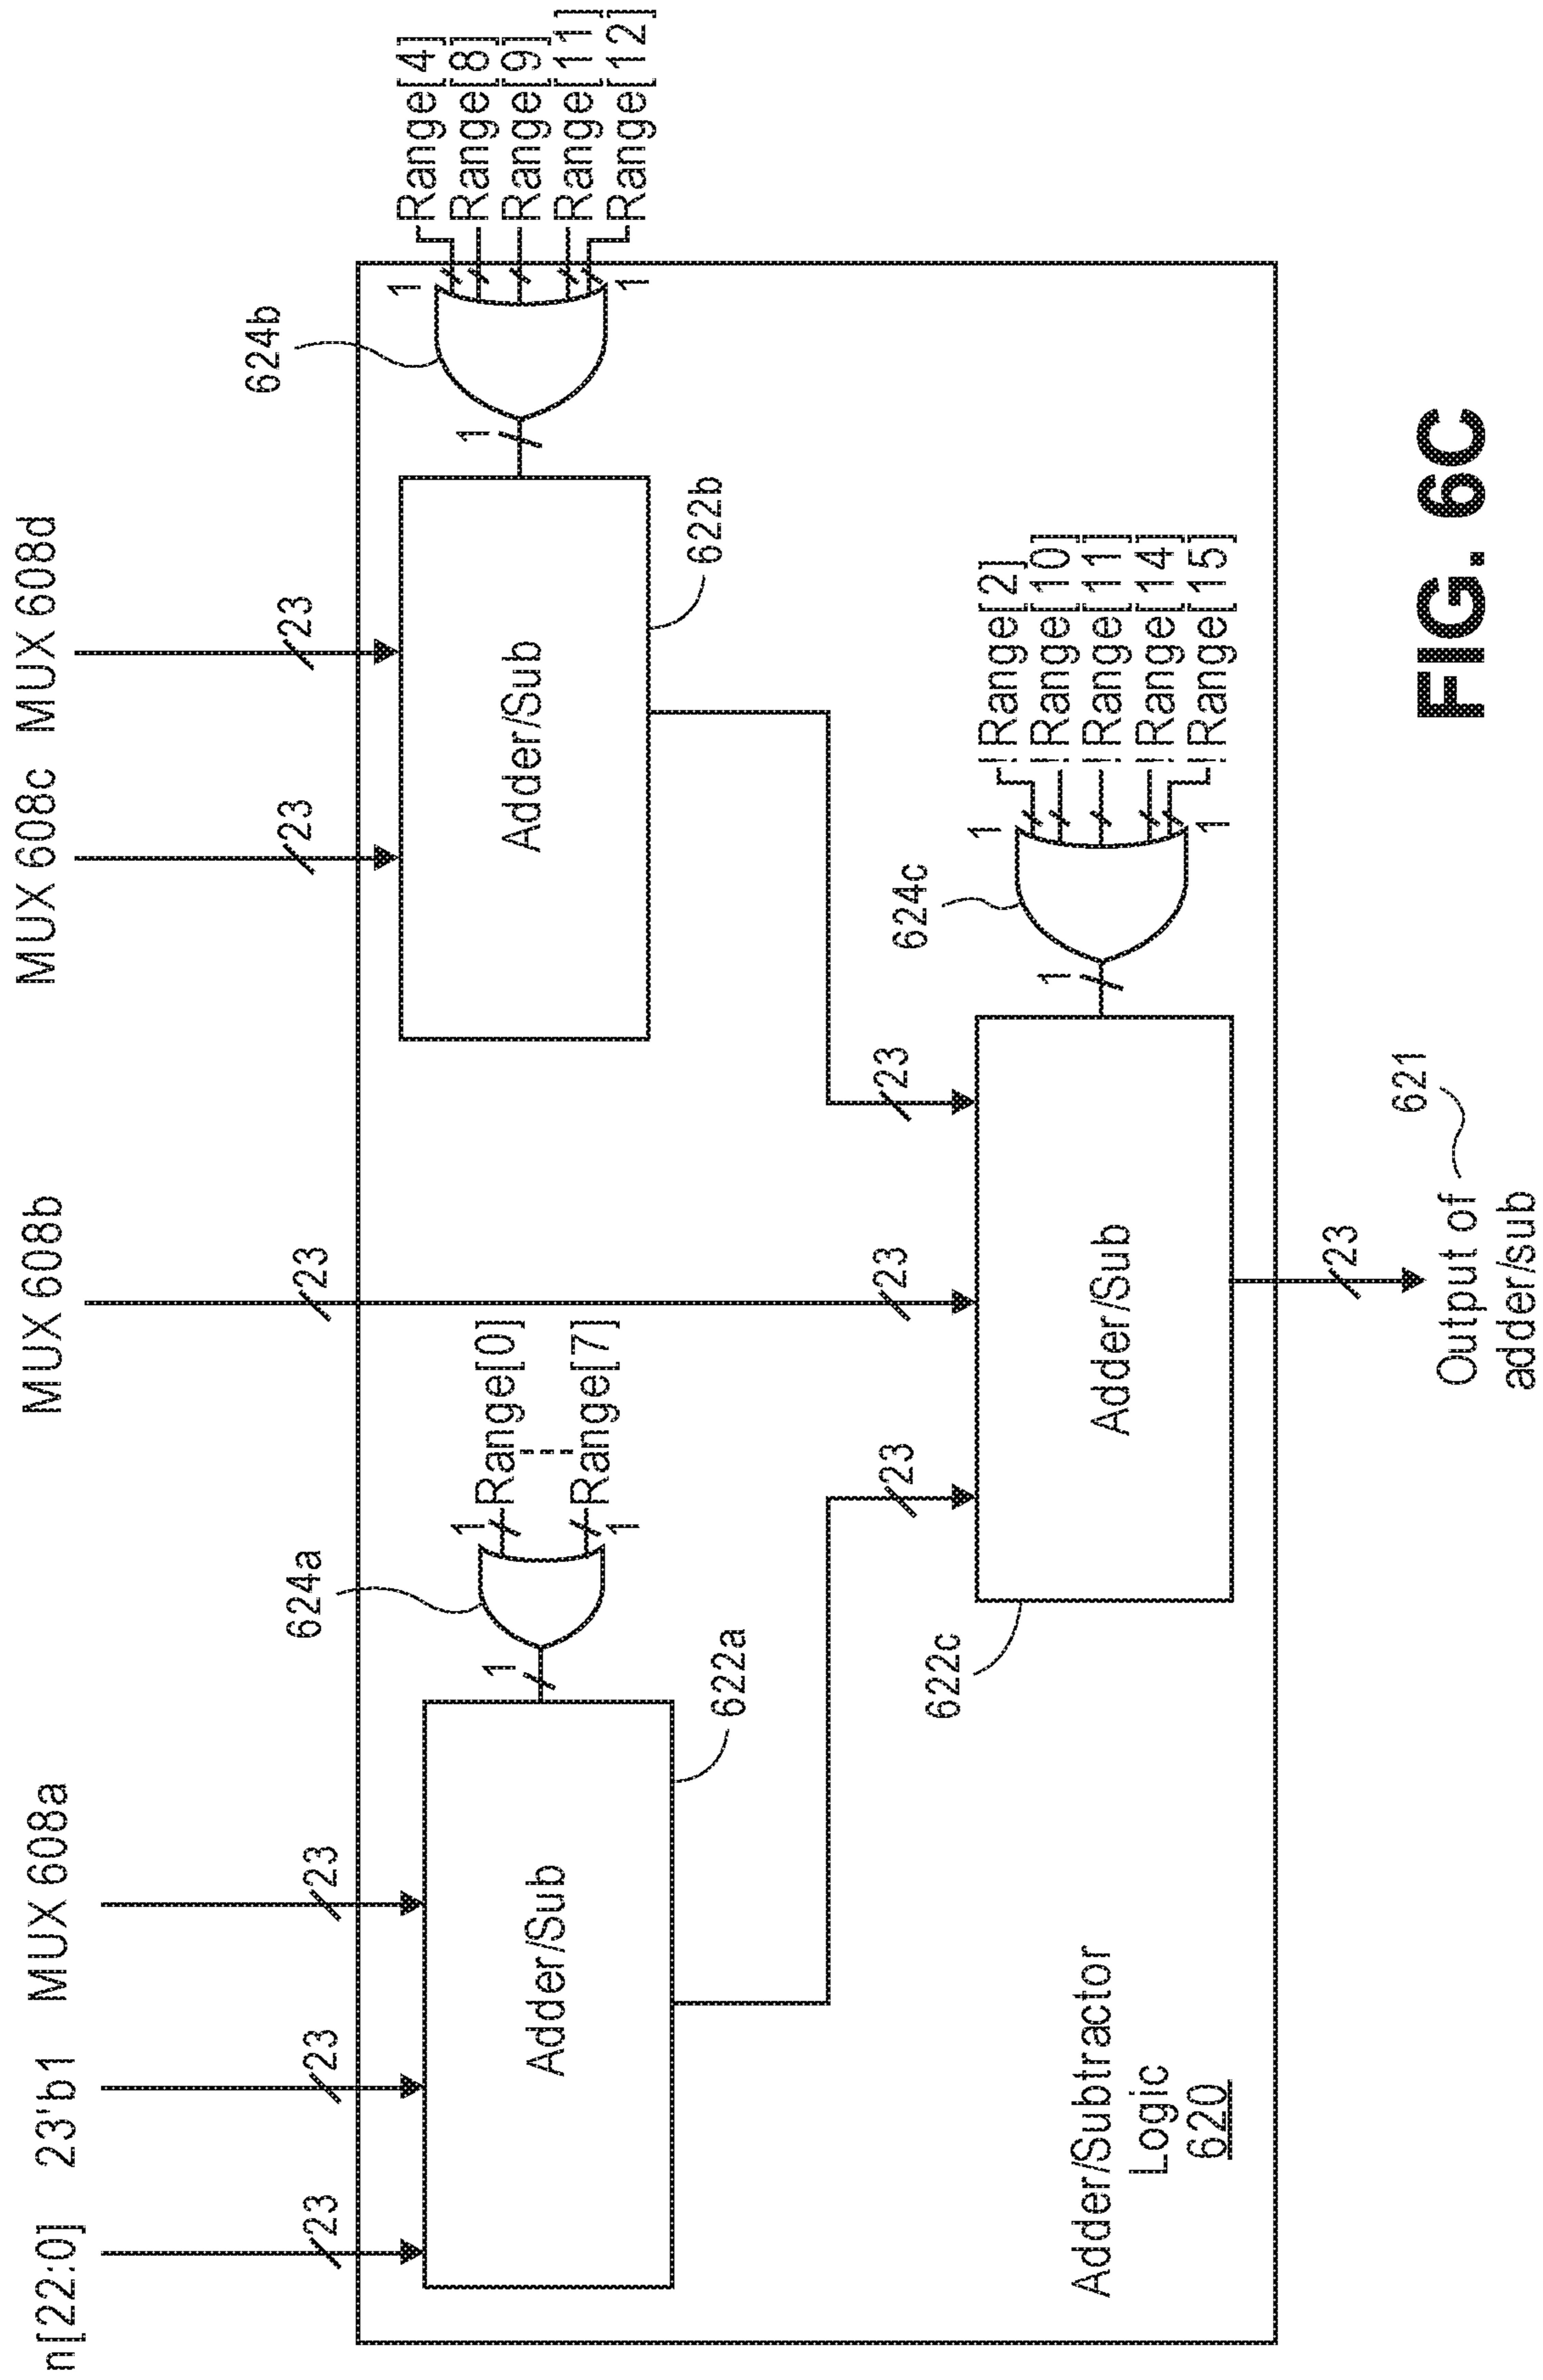 n[22:0]
23'b1
MUX 608a
MUX 608b
MUX 608c
MUX 608d
23
23
23
23
23
23
624a
624b
1
Range[0]
Range[7]
1
1
1
Range[4]
Range[8]
Range[9]
Range[11]
Range[12]
1
1
Adder/Sub
622a
Adder/Sub
622b
23
23
23
624c
1
!Range[2]
!Range[10]
!Range[11]
!Range[14]
!Range[15]
1
1
Adder/Sub
622c
Adder/Subtractor
Logic
620
23
Output of
adder/sub
621
FIG. 6C